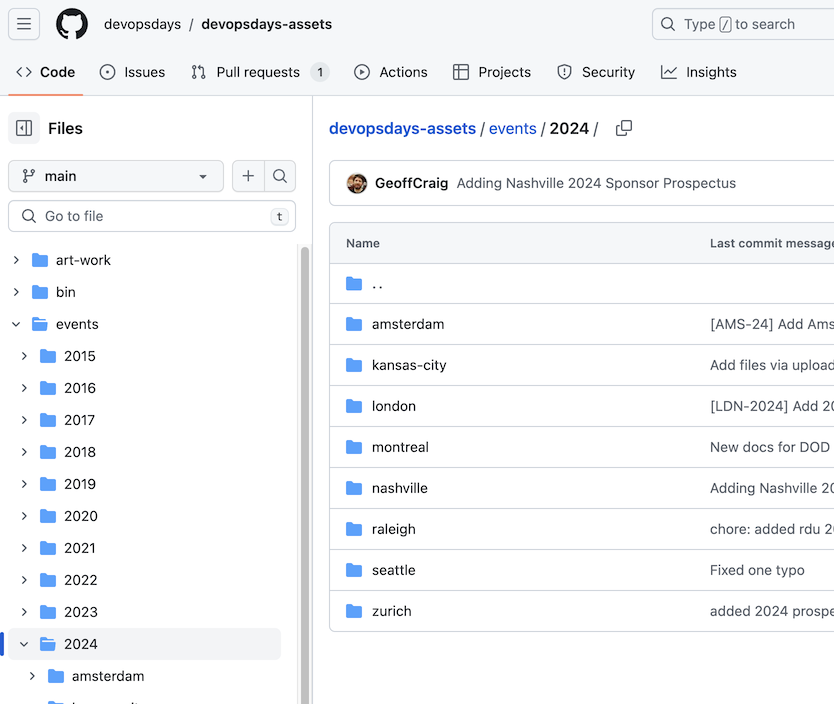 devopsdays / devopsdays-assets
Type / to search
Code Issues Pull requests 1 Actions Projects Security Insights
Files
main
Go to file t
art-work
bin
events
2015
2016
2017
2018
2019
2020
2021
2022
2023
2024
amsterdam
devopsdays-assets / events / 2024 /
GeoffCraig Adding Nashville 2024 Sponsor Prospectus
Name Last commit message
..
amsterdam [AMS-24] Add Ams
kansas-city Add files via upload
london [LDN-2024] Add 20
montreal New docs for DOD
nashville Adding Nashville 20
raleigh chore: added rdu 20
seattle Fixed one typo
zurich added 2024 prospe